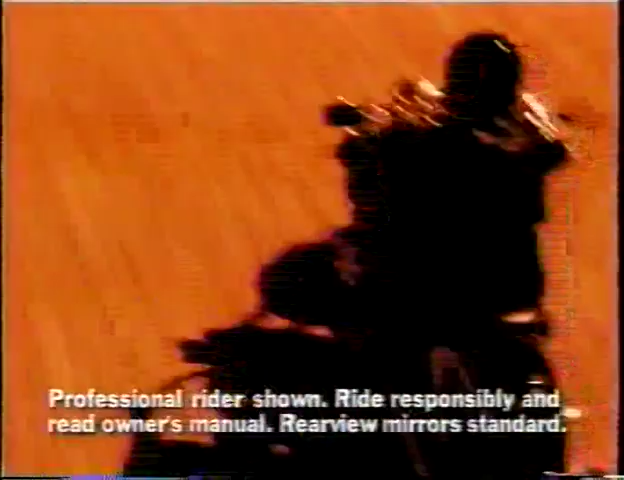 Professional rider shown. Ride responsibly and
read owner's manual. Rearview mirrors standard.